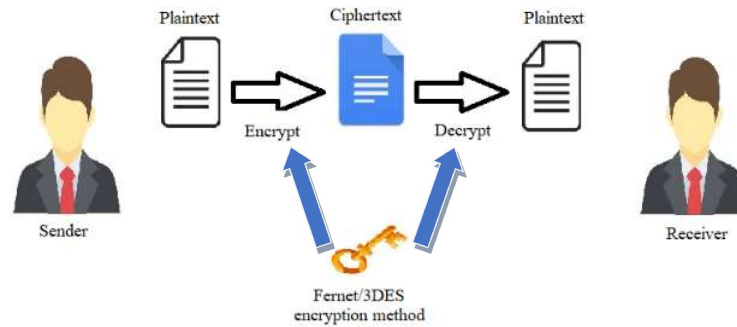 Plaintext
Ciphertext
Plaintext
Encrypt
Decrypt
Sender
Receiver
Fernet/3DES
encryption method